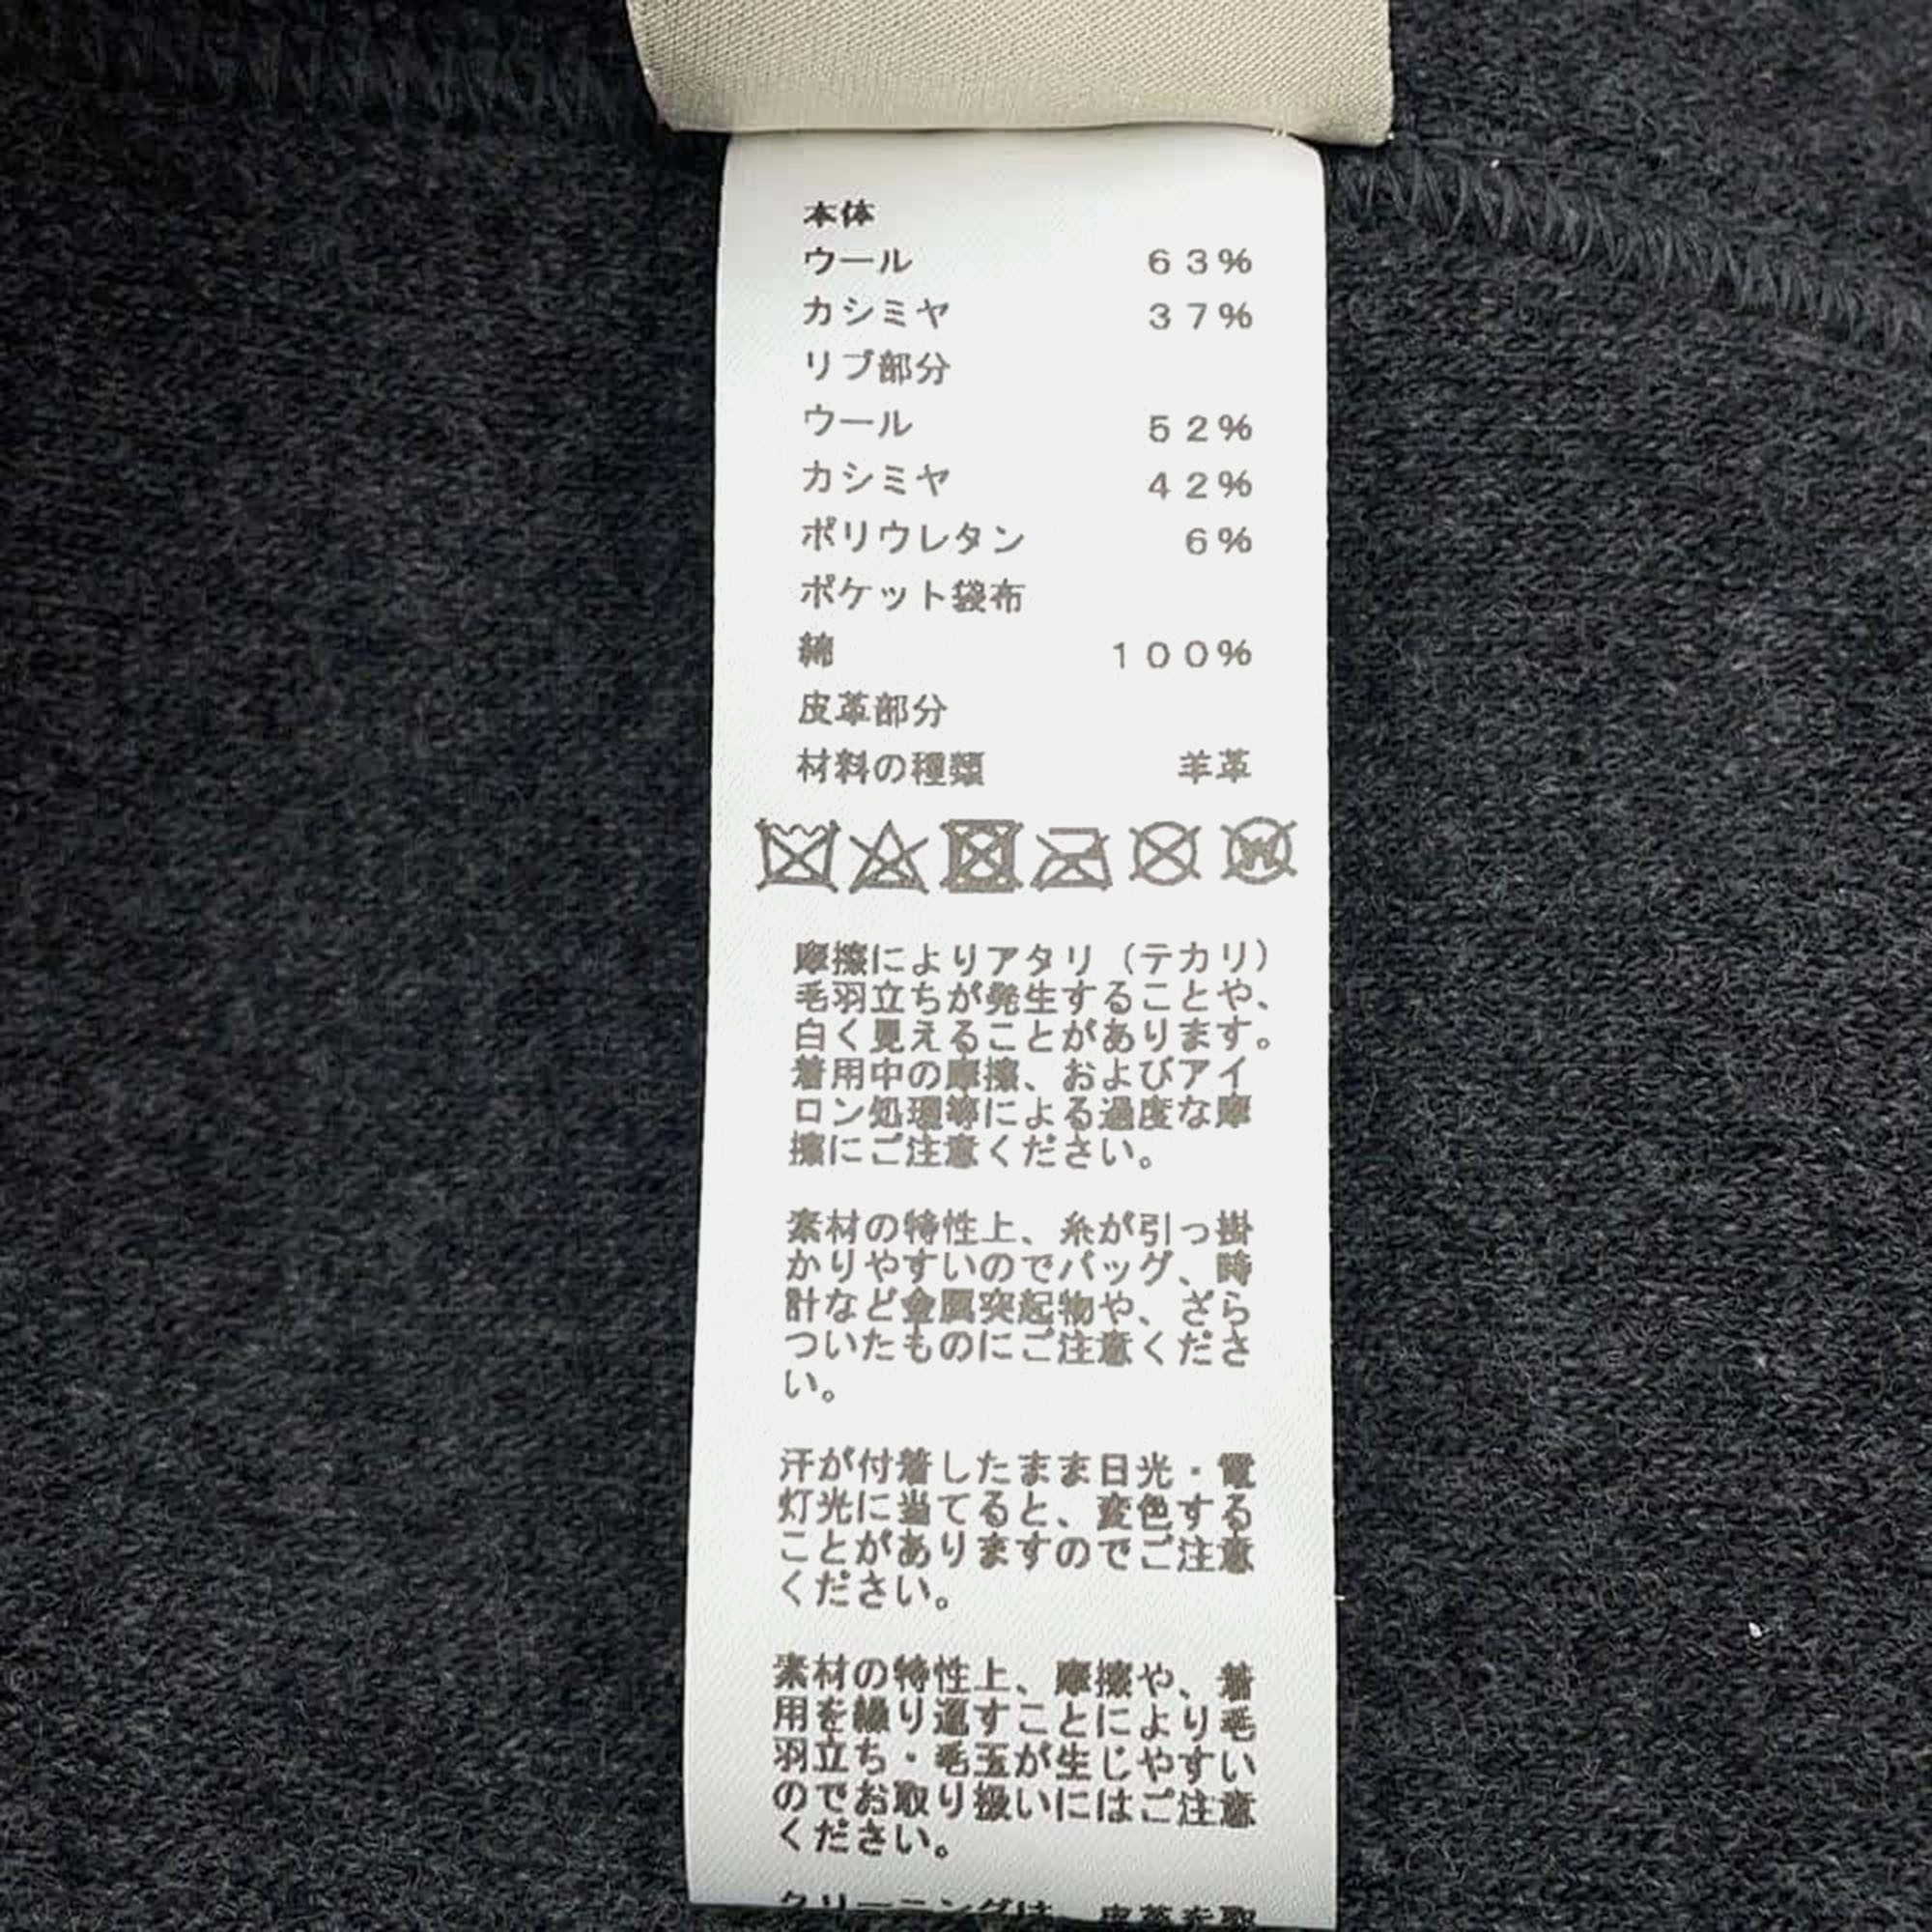 本体
ウール 63%
カシミヤ 37%
リブ部分
ウール 52%
カシミヤ 42%
ポリウレタン 6%
ポケット袋布
綿 100%
皮革部分
材料の種類 羊革
W
摩擦によりアタリ（テカリ）
毛羽立ちが発生することや、
白く見えることがあります。
着用中の摩擦、およびアイ
ロン処理等による過度な摩
擦にご注意ください。
素材の特性上、糸が引っ掛
かりやすいのでバッグ、時
計など金属突起物や、ざら
ついたものにご注意くださ
い。
汗が付着したまま日光・電
灯光に当てると、変色する
ことがありますのでご注意
ください。
素材の特性上、摩擦や、着
用を繰り返すことにより毛
羽立ち・毛玉が生じやすい
のでお取り扱いにはご注意
ください。
クリーニングは、皮革を取